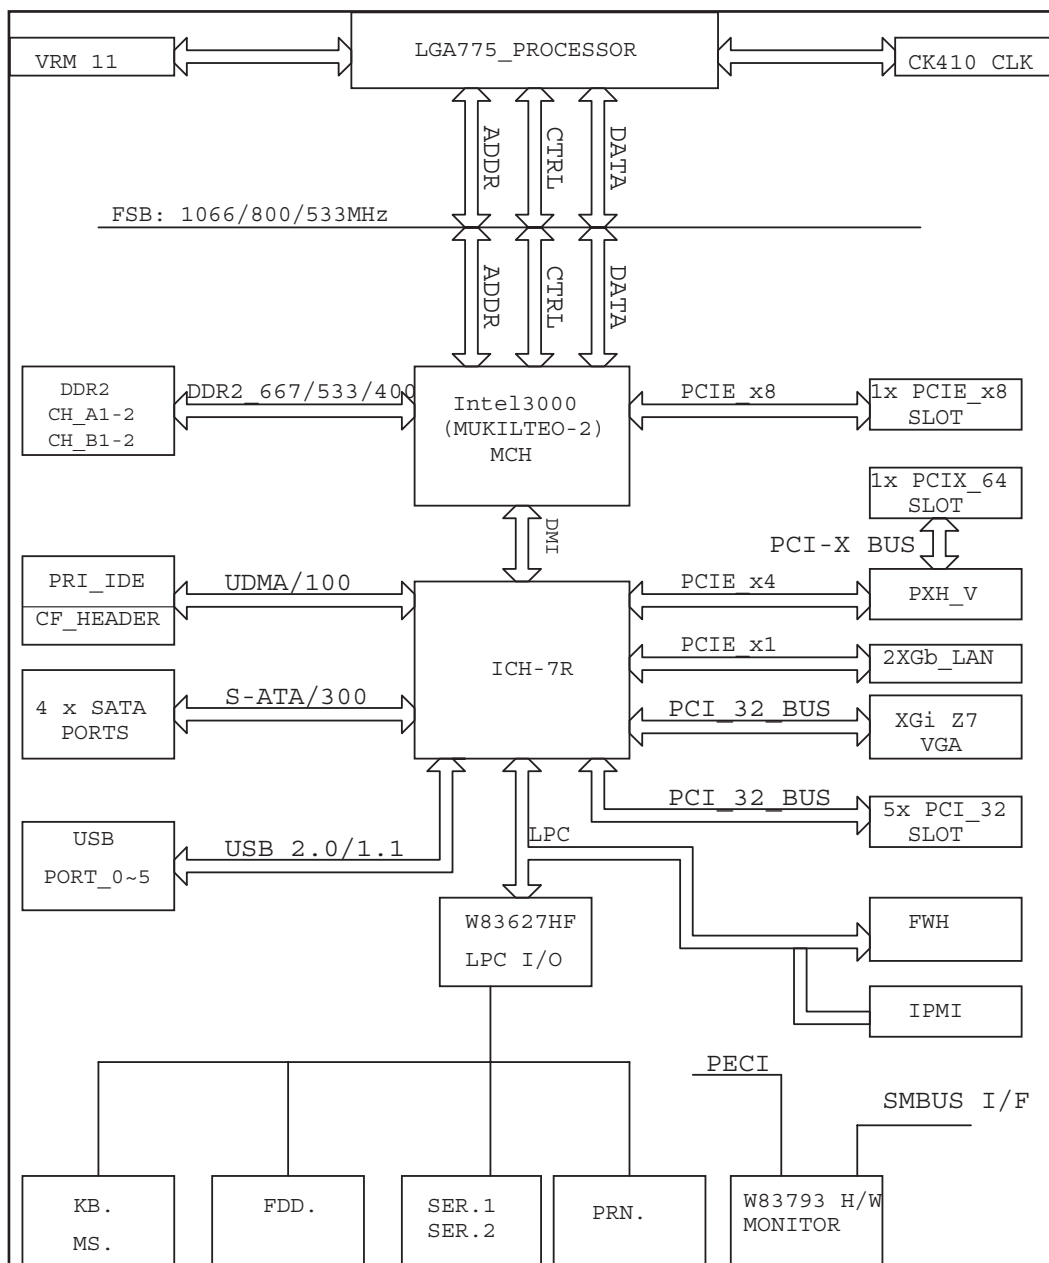 LGA775_PROCESSOR
VRM 11
CK410 CLK
ADDR
CTRL
DATA
FSB: 1066/800/533MHz
ADDR
CTRL
DATA
DDR2
CH_A1-2
CH_B1-2
DDR2_667/533/400
Intel3000
(MUKILTEO-2)
MCH
PCIE_x8
1x PCIE_x8
SLOT
1x PCIX_64
SLOT
DMI
PCI-X BUS
PRI_IDE
CF_HEADER
UDMA/100
PCIE_x4
PXH_V
ICH-7R
PCIE_x1
2XGb_LAN
4 x SATA
PORTS
S-ATA/300
PCI_32_BUS
XGi Z7
VGA
PCI_32_BUS
5x PCI_32
SLOT
USB
PORT_0~5
USB 2.0/1.1
LPC
W83627HF
LPC I/O
FWH
IPMI
PECI
SMBUS I/F
KB.
MS.
FDD.
SER.1
SER.2
PRN.
W83793 H/W
MONITOR